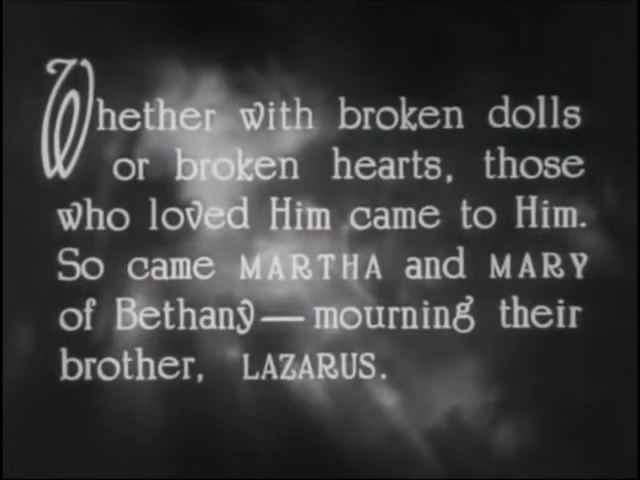 Whether with broken dolls
or broken hearts, those
who loved Him came to Him.
So came MARTHA and MARY
of Bethany—mourning their
brother, LAZARUS.